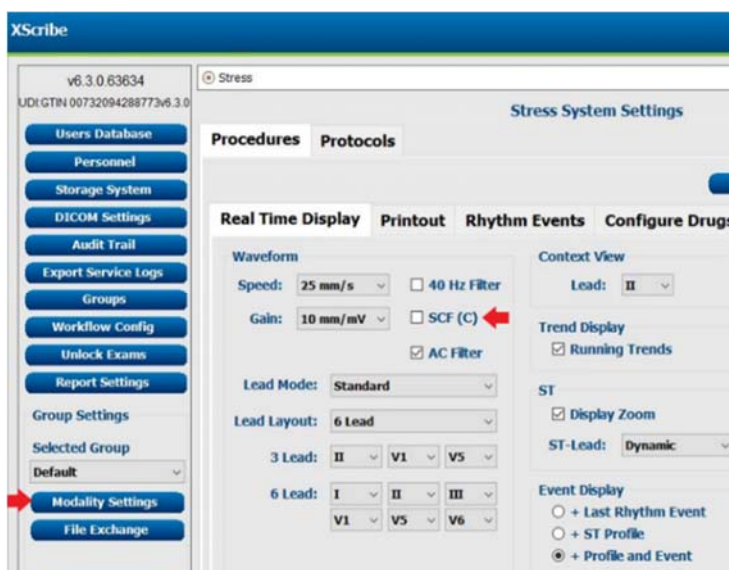 XScribe
v6.3.0.63634
UDI:GTIN 00732094288773v6.3.0
Users Database
Personnel
Storage System
DICOM Settings
Audit Trail
Export Service Logs
Groups
Workflow Config
Unlock Exams
Report Settings
Group Settings
Selected Group
Default
Modality Settings
File Exchange
Stress
Stress System Settings
Procedures Protocols
Real Time Display Printout Rhythm Events Configure Drugs
Waveform
Speed: 25 mm/s 40 Hz Filter
Gain: 10 mm/mV SCF (C)
AC Filter
Lead Mode: Standard
Lead Layout: 6 Lead
3 Lead: II V1 V5
6 Lead: I II III
V1 V5 V6
Context View
Lead: II
Trend Display
Running Trends
ST
Display Zoom
ST-Lead: Dynamic
Event Display
+ Last Rhythm Event
+ ST Profile
+ Profile and Event